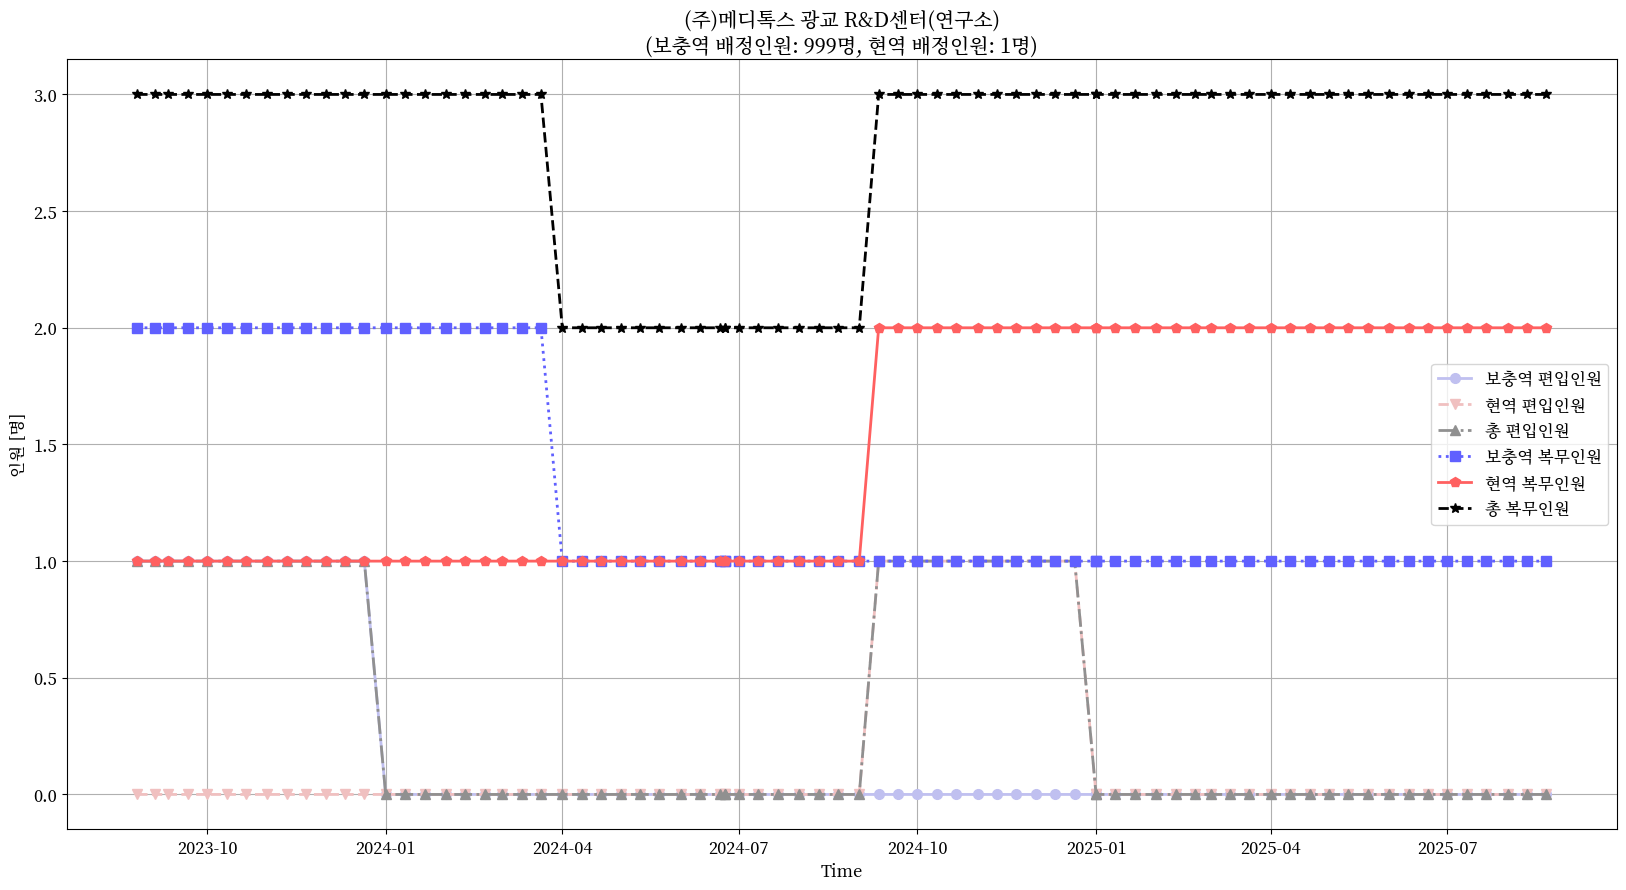 (주)메디톡스 광교 R&D센터(연구소)
(보충역 배정인원: 999명, 현역 배정인원: 1명)
인원 [명]
3.0
2.5
2.0
1.5
1.0
0.5
0.0
보충역 편입인원
현역 편입인원
총 편입인원
보충역 복무인원
현역 복무인원
총 복무인원
2023-10
2024-01
2024-04
2024-07
2024-10
2025-01
2025-04
2025-07
Time